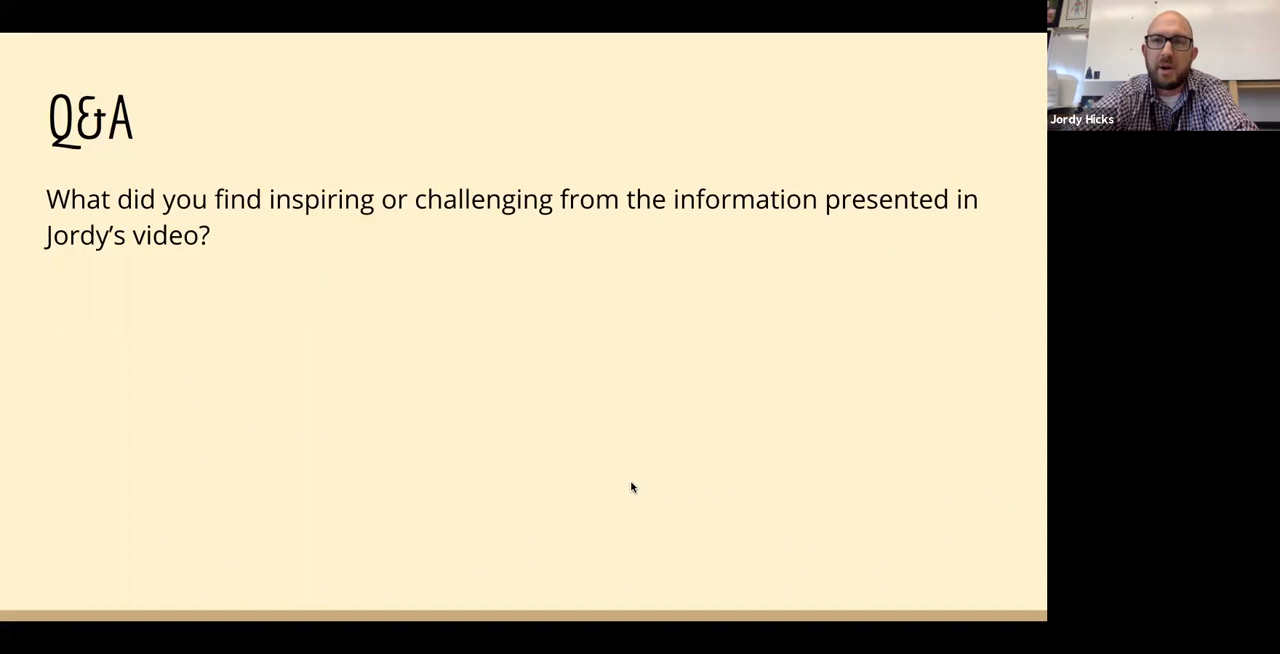 Q&A
What did you find inspiring or challenging from the information presented in
Jordy’s video?
Jordy Hicks